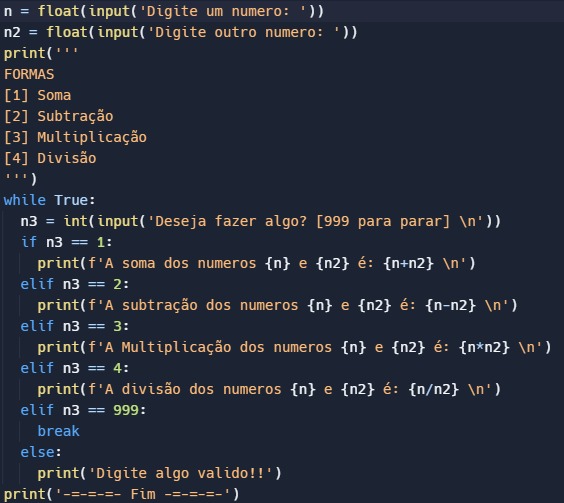 n = float(input('Digite um numero: '))
n2 = float(input('Digite outro numero: '))
print('''
FORMAS
[1] Soma
[2] Subtração
[3] Multiplicação
[4] Divisão
''')
while True:
  n3 = int(input('Deseja fazer algo? [999 para parar] \n'))
  if n3 == 1:
    print(f'A soma dos numeros {n} e {n2} é: {n+n2} \n')
  elif n3 == 2:
    print(f'A subtração dos numeros {n} e {n2} é: {n-n2} \n')
  elif n3 == 3:
    print(f'A Multiplicação dos numeros {n} e {n2} é: {n*n2} \n')
  elif n3 == 4:
    print(f'A divisão dos numeros {n} e {n2} é: {n/n2} \n')
  elif n3 == 999:
    break
  else:
    print('Digite algo valido!!')
print('-=-=-=- Fim -=-=-=-')